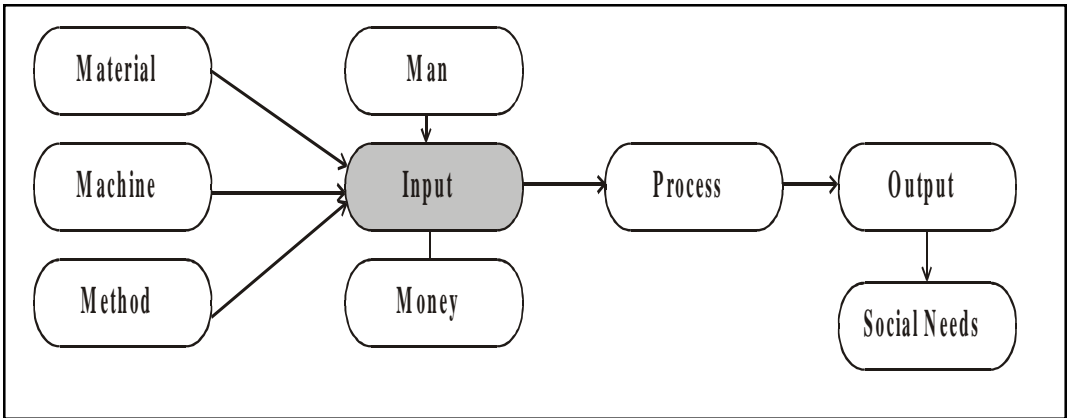 Material
Man
Machine
Input
Process
Output
Method
Money
Social Needs